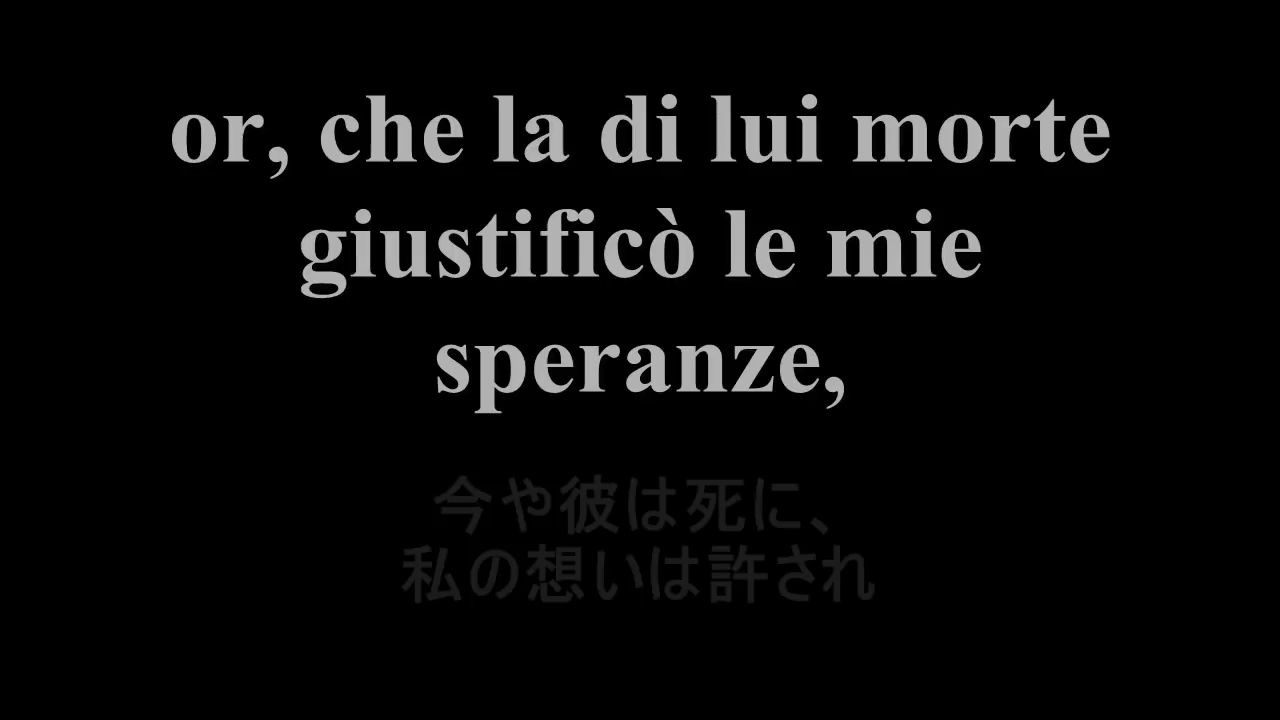 or, che la di lui morte
giustificò le mie
speranze,
今や彼は死に、
私の想いは許され